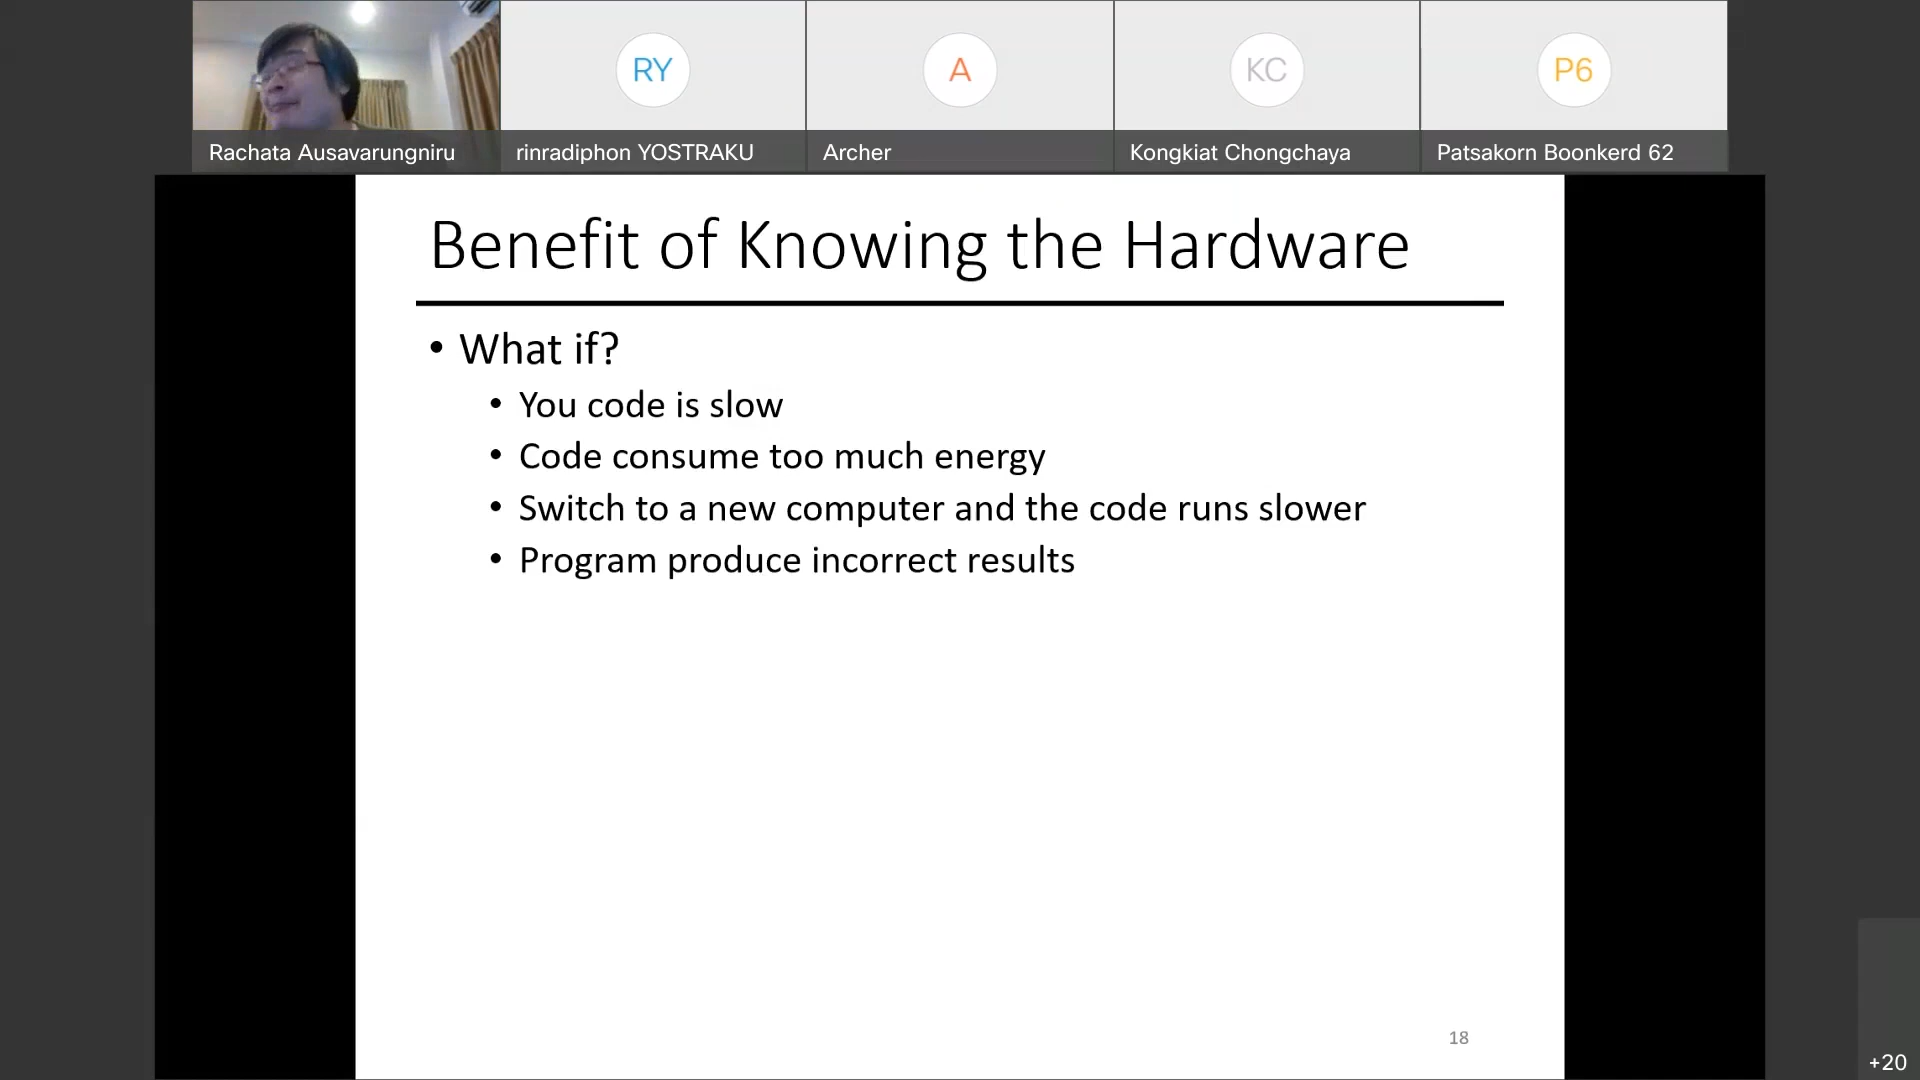 RY
A
KC
P6
Rachata Ausavarungniru
rinradiphon YOSTRAKU
Archer
Kongkiat Chongchaya
Patsakorn Boonkerd 62
Benefit of Knowing the Hardware
• What if?
• You code is slow
• Code consume too much energy
• Switch to a new computer and the code runs slower
• Program produce incorrect results
18
+20